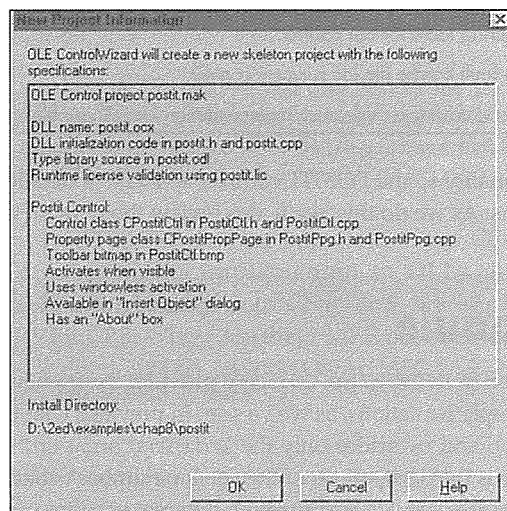 New Project Information
OLE ControlWizard will create a new skeleton project with the following
specifications:
OLE Control project postit.mak
DLL name: postit.ocx
DLL initialization code in postit.h and postit.cpp
Type library source in postit.odl
Runtime license validation using postit.lic
Postit Control:
Control class CPostitCtrl in PostitCtl.h and PostitCtl.cpp
Property page class CPostitPropPage in PostitPpg.h and PostitPpg.cpp
Toolbar bitmap in PostitCtl.bmp
Activates when visible
Uses windowless activation
Available in "Insert Object" dialog
Has an "About" box
Install Directory:
D:\2ed\examples\chap8\postit
OK
Cancel
Help